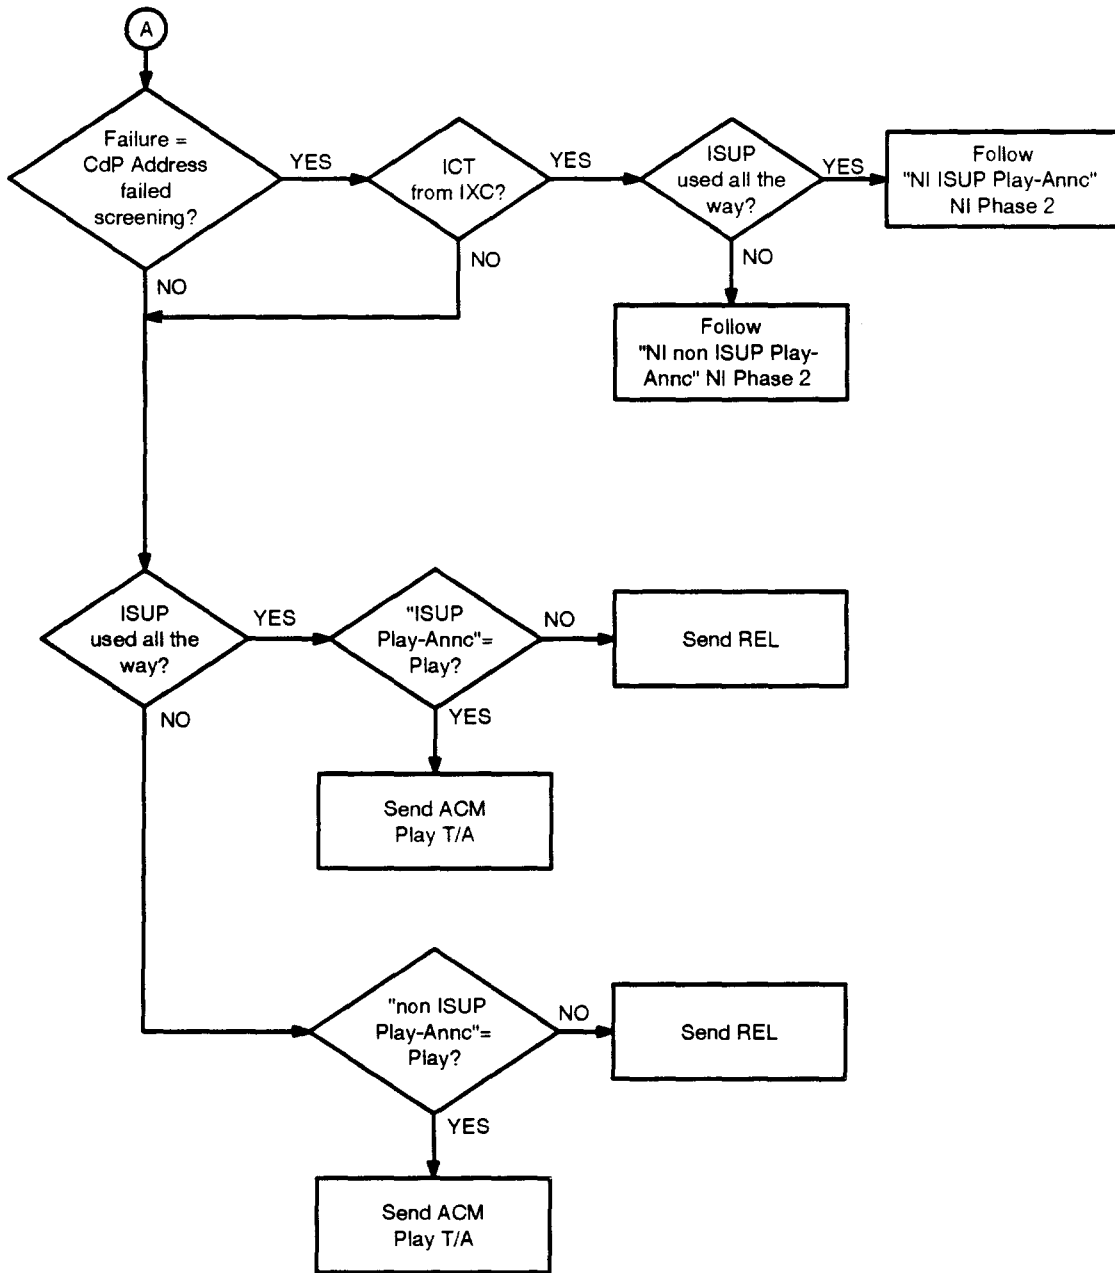 A
Failure =
CdP Address
failed
screening?
YES
ICT
from IXC?
YES
ISUP
used all the
way?
YES
Follow
"NI ISUP Play-Annc"
NI Phase 2
NO
NO
NO
Follow
"NI non ISUP Play-
Annc" NI Phase 2
ISUP
used all the
way?
YES
"ISUP
Play-Annc"=
Play?
NO
Send REL
NO
YES
Send ACM
Play T/A
"non ISUP
Play-Annc"=
Play?
NO
Send REL
YES
Send ACM
Play T/A